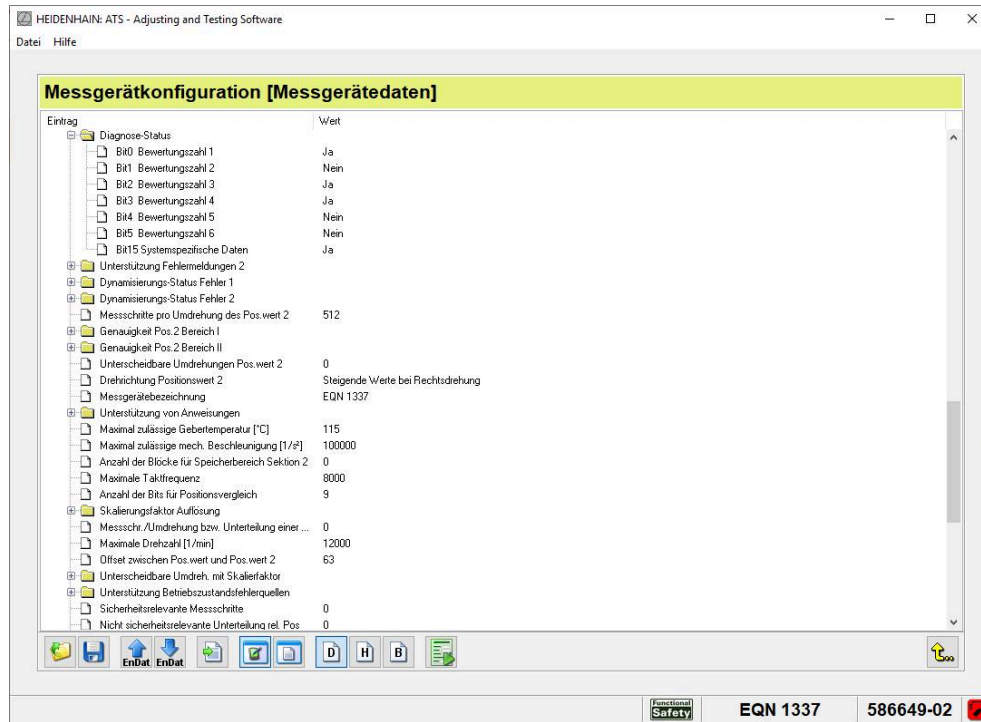 HEIDENHAIN: ATS - Adjusting and Testing Software
Datei Hilfe
Messgerätkonfiguration [Messgerätedaten]
Eintrag Wert
Diagnose-Status
Bit0 Bewertungszahl 1 Ja
Bit1 Bewertungszahl 2 Nein
Bit2 Bewertungszahl 3 Ja
Bit3 Bewertungszahl 4 Ja
Bit4 Bewertungszahl 5 Nein
Bit5 Bewertungszahl 6 Nein
Bit15 Systemspezifische Daten Ja
Unterstützung Fehlermeldungen 2
Dynamisierungs-Status Fehler 1
Dynamisierungs-Status Fehler 2
Messschritte pro Umdrehung des Pos.wert 2 512
Genauigkeit Pos.2 Bereich I
Genauigkeit Pos.2 Bereich II
Unterscheidbare Umdrehungen Pos.wert 2 0
Drehrichtung Positionswert 2 Steigende Werte bei Rechtsdrehung
Messgerätebezeichnung EQN 1337
Unterstützung von Anweisungen
Maximal zulässige Gebertemperatur [°C] 115
Maximal zulässige mech. Beschleunigung [1/s²] 100000
Anzahl der Blöcke für Speicherbereich Sektion 2 0
Maximale Taktfrequenz 8000
Anzahl der Bits für Positionsvergleich 9
Skalierungsfaktor Auflösung
Messschr./Umdrehung bzw. Unterteilung einer ... 0
Maximale Drehzahl [1/min] 12000
Offset zwischen Pos.wert und Pos.wert 2 63
Unterscheidbare Umdreh. mit Skalierfaktor
Unterstützung Betriebszustandsfehlerquellen
Sicherheitsrelevante Messschritte 0
Nicht sicherheitsrelevante Unterteilung rel. Pos 0
EnDat EnDat D H B
Functional
Safety EQN 1337 586649-02